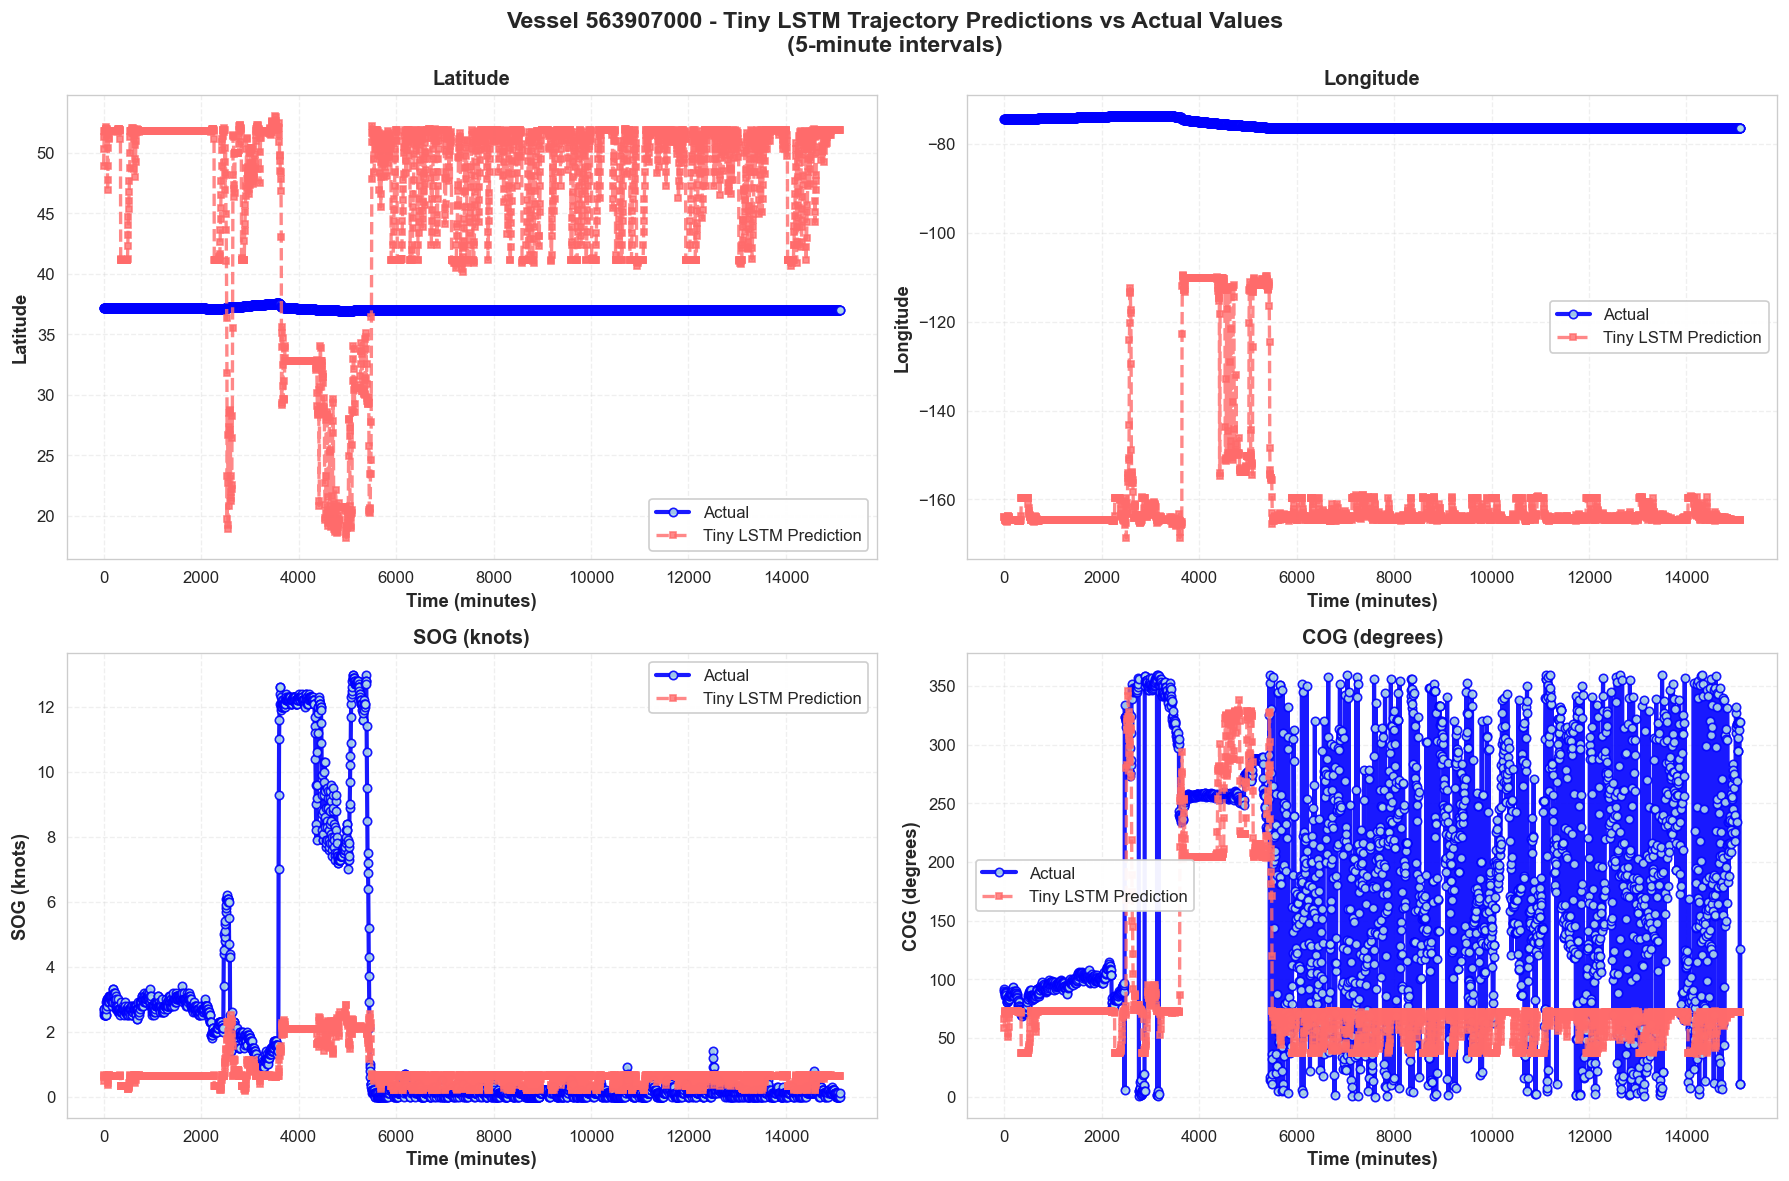 Vessel 563907000 - Tiny LSTM Trajectory Predictions vs Actual Values
(5-minute intervals)
Latitude
Latitude
50
45
40
35
30
25
20
Actual
Tiny LSTM Prediction
0 2000 4000 6000 8000 10000 12000 14000
Time (minutes)
Longitude
Longitude
−80
−100
−120
−140
−160
Actual
Tiny LSTM Prediction
0 2000 4000 6000 8000 10000 12000 14000
Time (minutes)
SOG (knots)
SOG (knots)
12
10
8
6
4
2
0
Actual
Tiny LSTM Prediction
0 2000 4000 6000 8000 10000 12000 14000
Time (minutes)
COG (degrees)
COG (degrees)
350
300
250
200
150
100
50
0
Actual
Tiny LSTM Prediction
0 2000 4000 6000 8000 10000 12000 14000
Time (minutes)